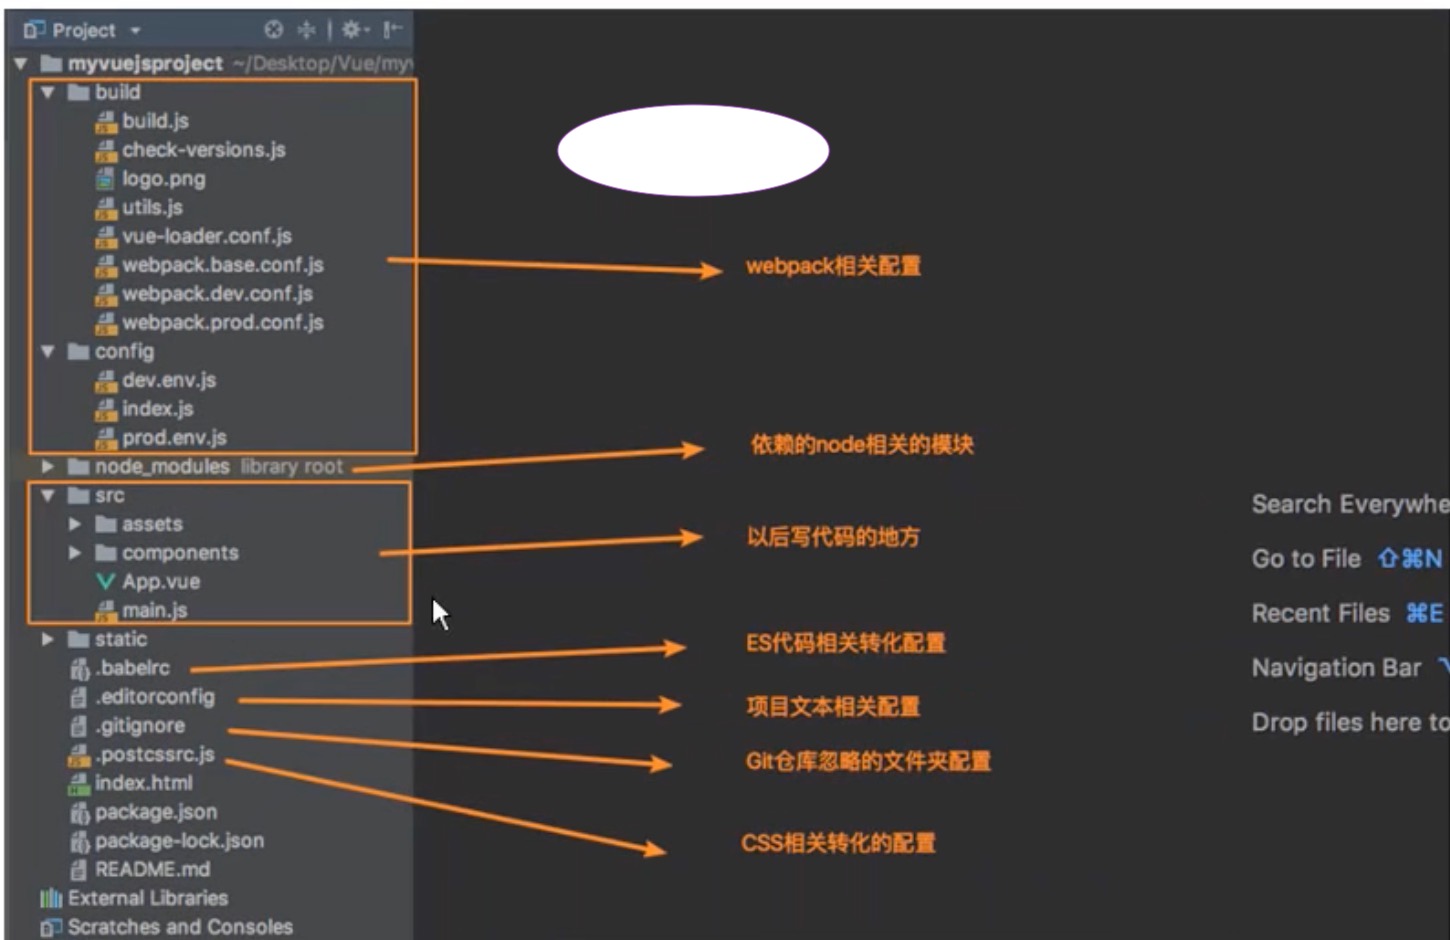 Project
myvuejsproject ~/Desktop/Vue/my
build
build.js
check-versions.js
logo.png
utils.js
vue-loader.conf.js
webpack.base.conf.js
webpack相关配置
webpack.dev.conf.js
webpack.prod.conf.js
config
dev.env.js
index.js
prod.env.js
依赖的node相关的模块
node_modules library root
src
assets
components
以后写代码的地方
App.vue
main.js
static
ES代码相关转化配置
.babelrc
.editorconfig
项目文本相关配置
.gitignore
Git仓库忽略的文件夹配置
.postcssrc.js
CSS相关转化的配置
index.html
package.json
package-lock.json
README.md
External Libraries
Scratches and Consoles
Search Everywhe
Go to File ⇧⌘N
Recent Files ⌘E
Navigation Bar
Drop files here to